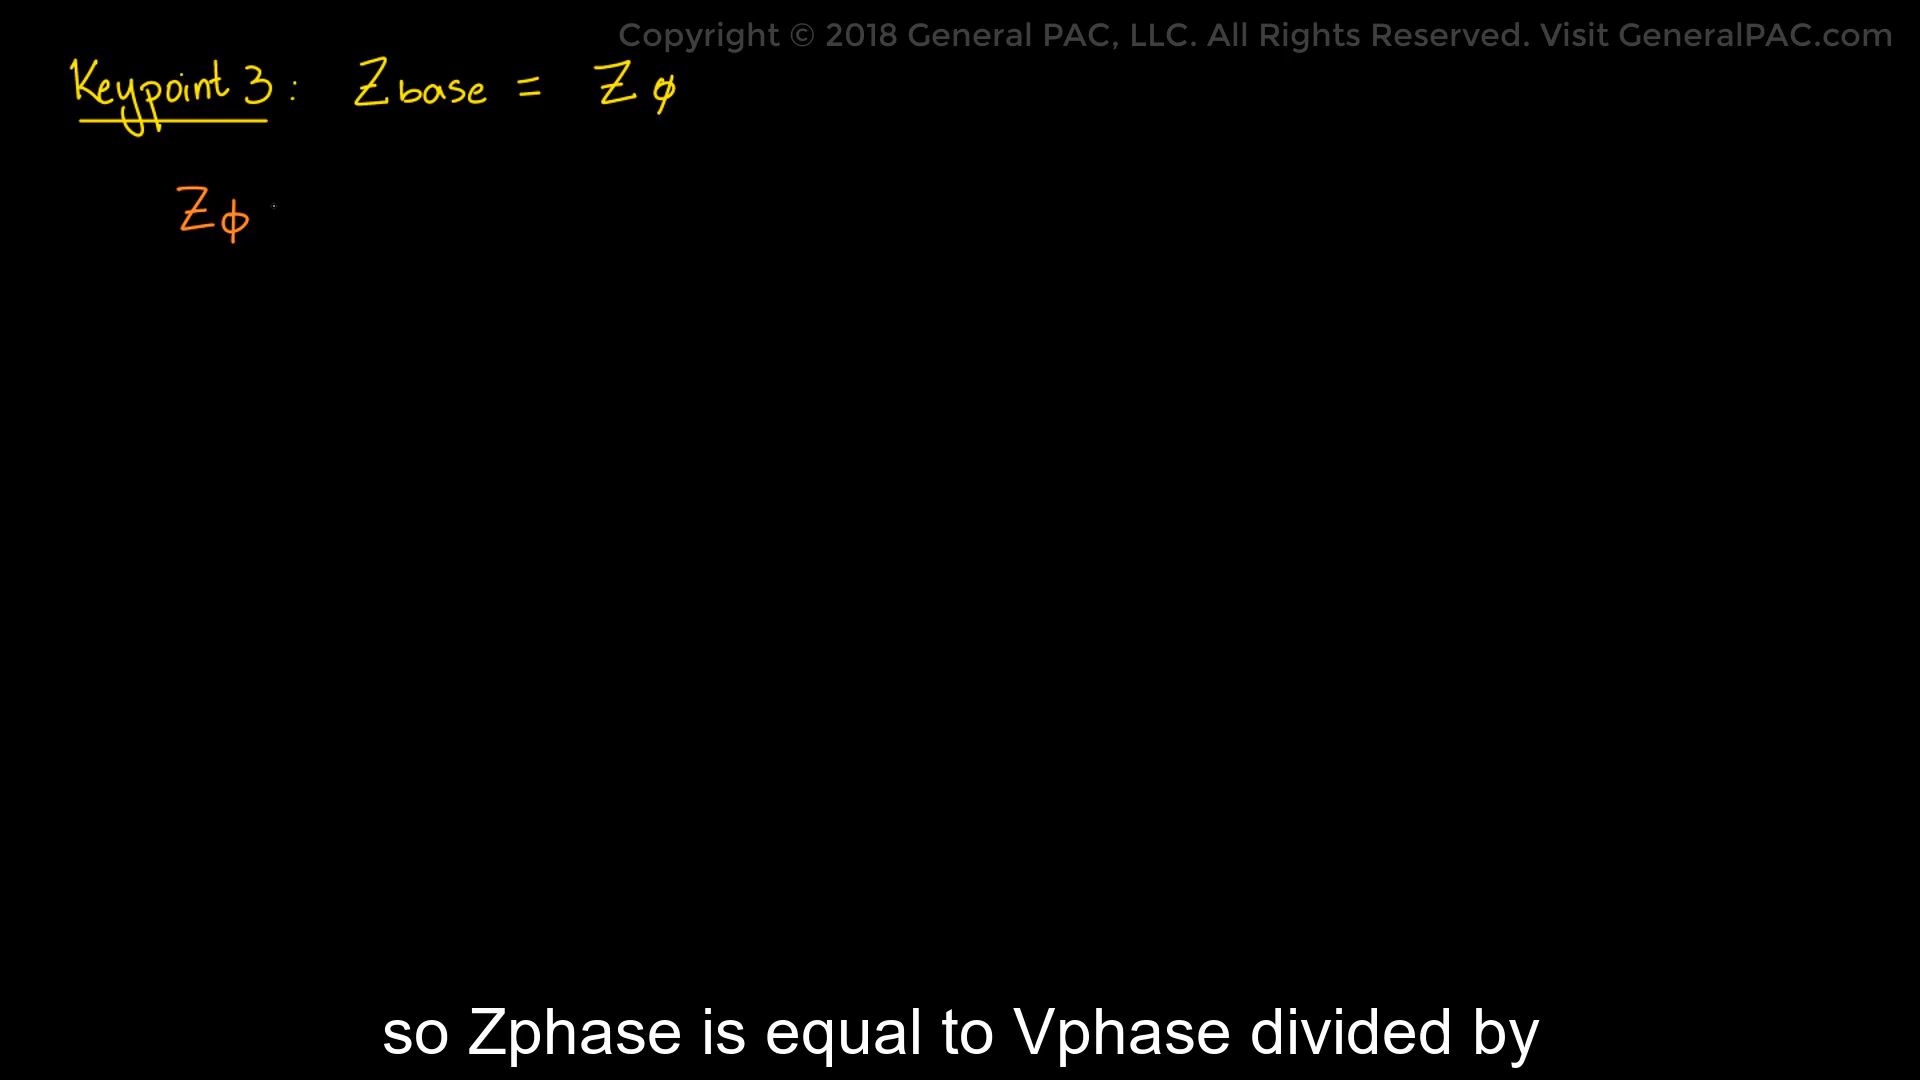 Copyright © 2018 General PAC, LLC. All Rights Reserved. Visit GeneralPAC.com
Keypoint 3: Zbase = Zϕ
Zϕ
so Zphase is equal to Vphase divided by